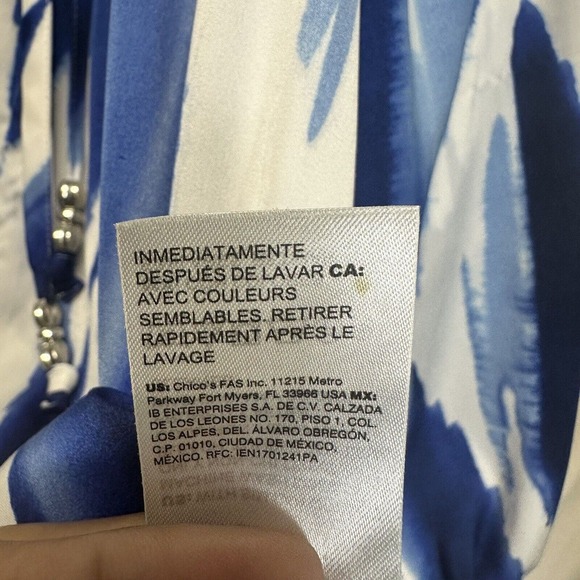 INMEDIATAMENTE
DESPUÉS DE LAVAR CA:
AVEC COULEURS
SEMBLABLES. RETIRER
RAPIDEMENT APRÈS LE
LAVAGE
US: Chico's FAS Inc. 11215 Metro
Parkway Fort Myers, FL 33966 USA MX:
IB ENTERPRISES S.A. DE C.V. CALZADA
DE LOS LEONES NO. 170, PISO 1, COL.
LOS ALPES, DEL. ÁLVARO OBREGÓN,
C.P. 01010, CIUDAD DE MÉXICO,
MÉXICO. RFC: IEN1701241PA